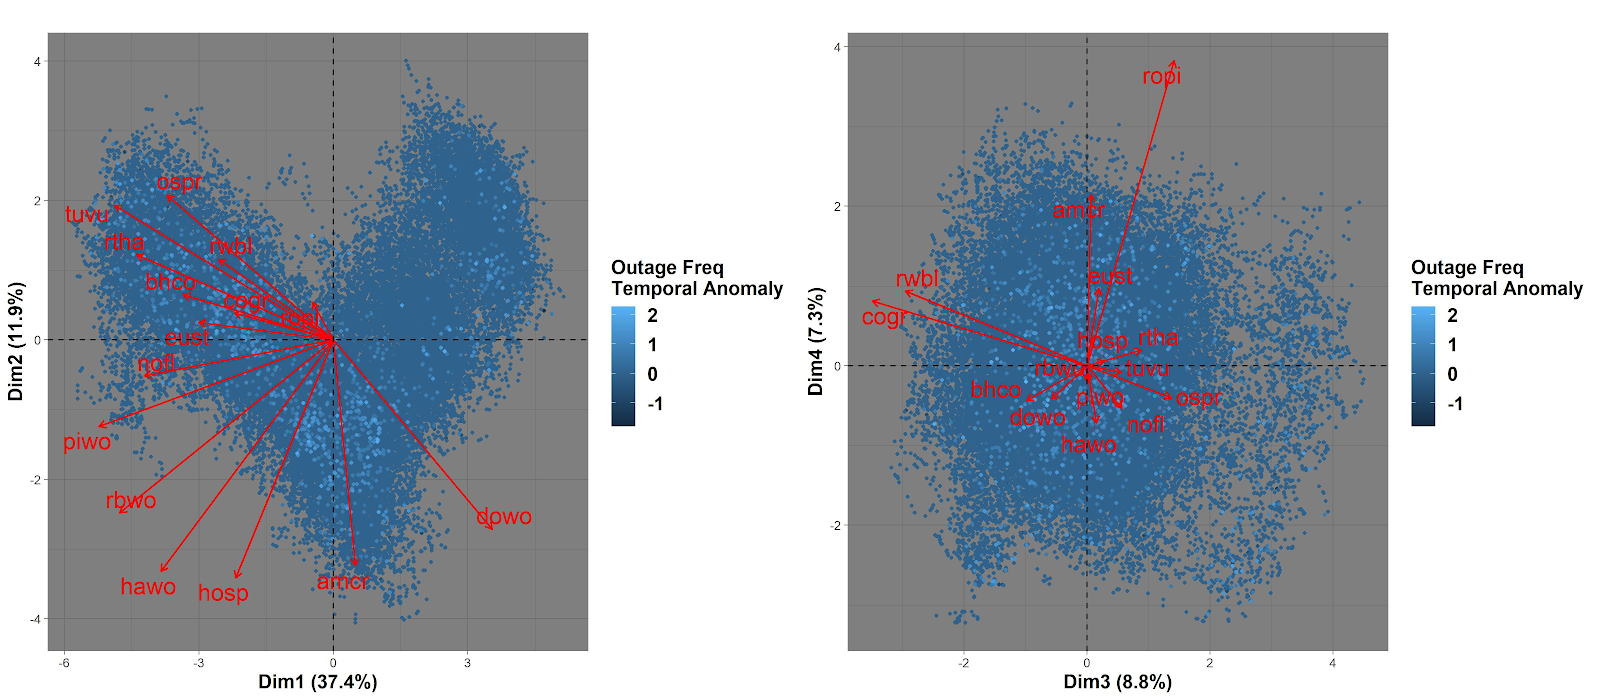 4
2
0
-2
-4
-6
-3
0
3
Dim2 (11.9%)
Dim1 (37.4%)
ospr
tuvu
rtha
rwbl
bhco
cogr
ropi
eust
nofl
piwo
rbwo
hawo
hosp
amcr
dowo
Outage Freq
Temporal Anomaly
2
1
0
-1
4
2
0
-2
-2
0
2
4
Dim4 (7.3%)
Dim3 (8.8%)
ropi
amcr
eust
rwbl
cogr
hosp
rtha
rbwo
tuvu
bhco
piwo
ospr
dowo
nofl
hawo
Outage Freq
Temporal Anomaly
2
1
0
-1